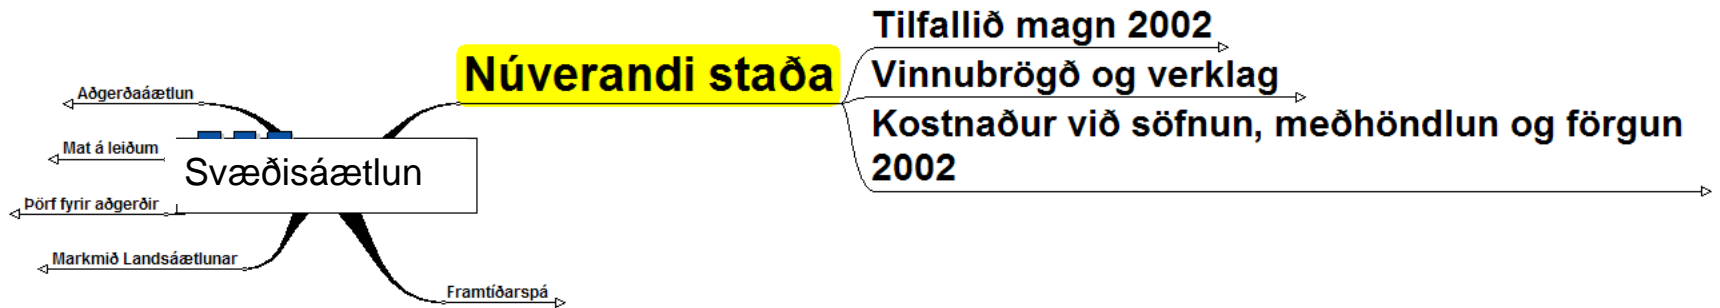 Tilfallið magn 2002
Núverandi staða
Vinnubrögð og verklag
Kostnaður við söfnun, meðhöndlun og förgun
2002
Aðgerðaáætlun
Mat á leiðum
Svæðisáætlun
Þörf fyrir aðgerðir
Markmið Landsáætlunar
Framtíðarspá